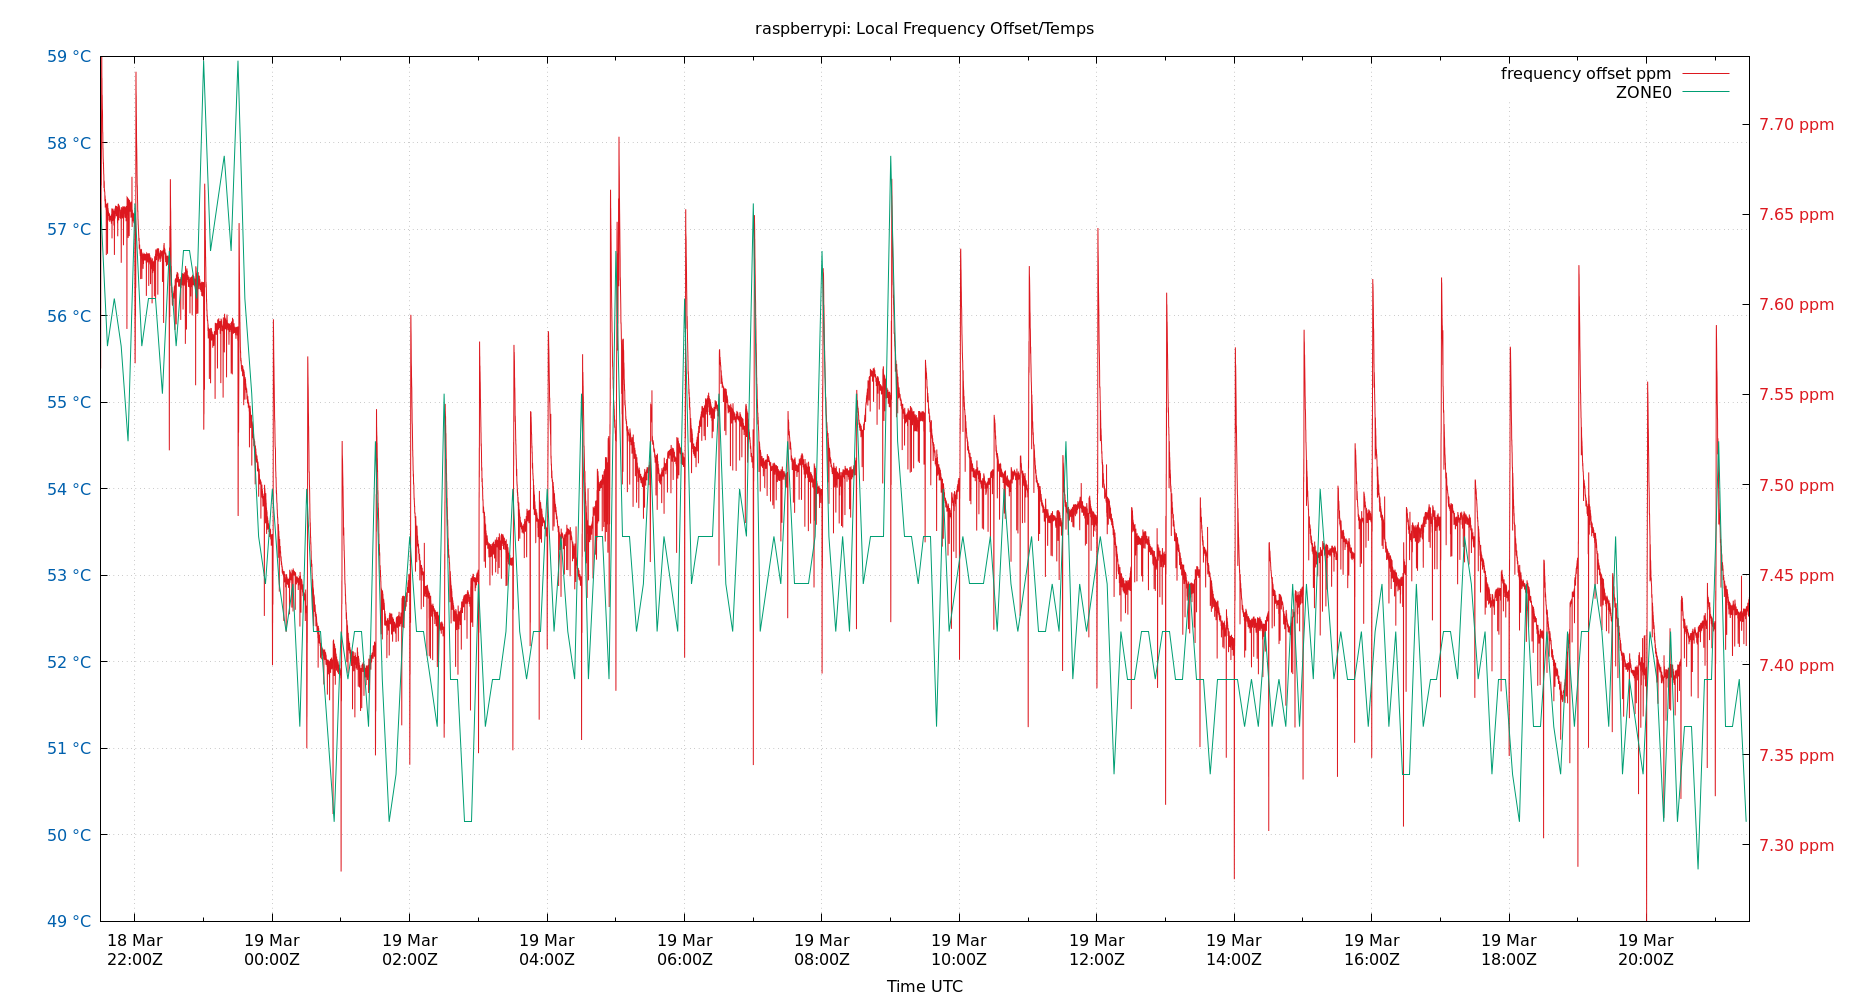 raspberrypi: Local Frequency Offset/Temps
frequency offset ppm
ZONE0
59 °C
58 °C
57 °C
56 °C
55 °C
54 °C
53 °C
52 °C
51 °C
50 °C
49 °C
7.70 ppm
7.65 ppm
7.60 ppm
7.55 ppm
7.50 ppm
7.45 ppm
7.40 ppm
7.35 ppm
7.30 ppm
18 Mar
22:00Z
19 Mar
00:00Z
19 Mar
02:00Z
19 Mar
04:00Z
19 Mar
06:00Z
19 Mar
08:00Z
19 Mar
10:00Z
19 Mar
12:00Z
19 Mar
14:00Z
19 Mar
16:00Z
19 Mar
18:00Z
19 Mar
20:00Z
Time UTC